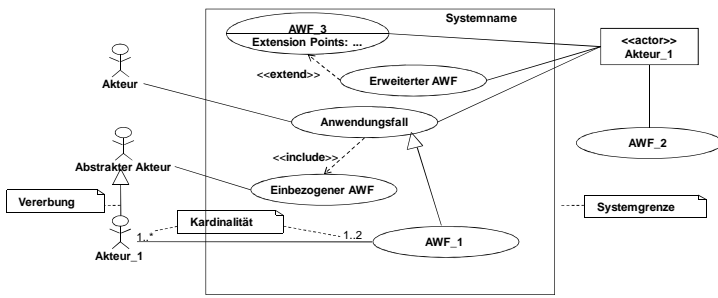 Systemname
AWF_3
Extension Points: ...
<<actor>>
Akteur_1
<<extend>>
Erweiterter AWF
Akteur
Anwendungsfall
AWF_2
<<include>>
Abstrakter Akteur
Einbezogener AWF
Vererbung
Systemgrenze
Kardinalität
1..*
1..2
AWF_1
Akteur_1